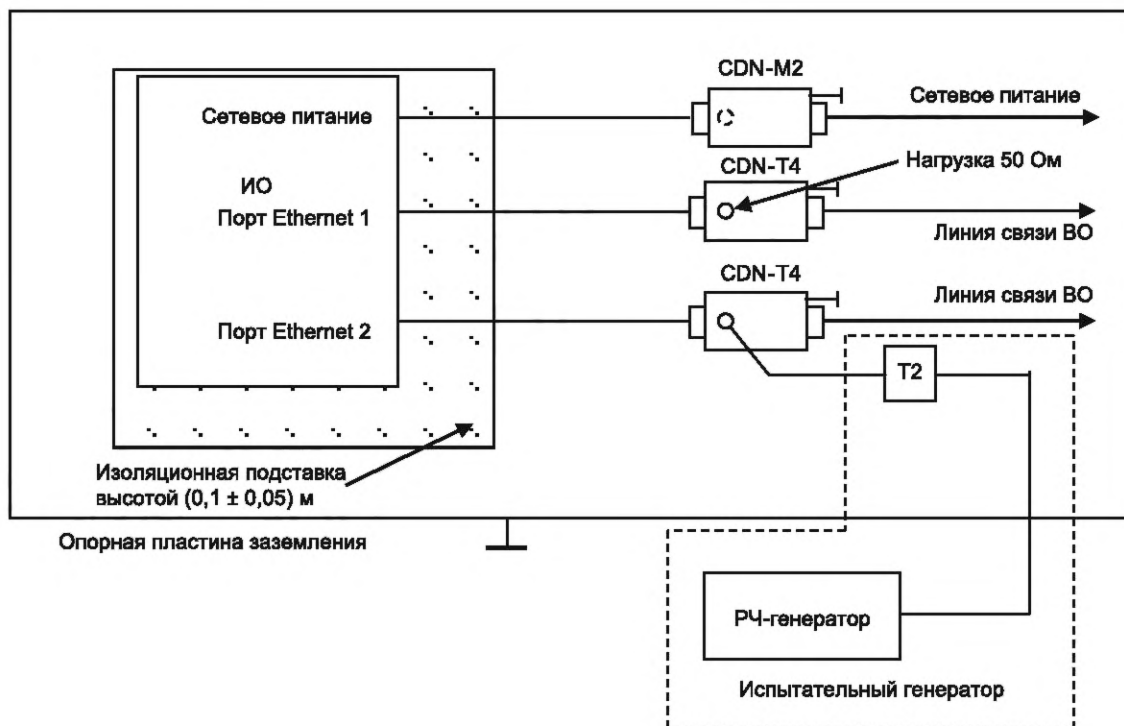 CDN-M2
Сетевое питание
Сетевое питание
CDN-T4
Нагрузка 50 Ом
ИО
Порт Ethernet 1
Линия связи ВО
CDN-T4
Линия связи ВО
Порт Ethernet 2
T2
Изоляционная подставка
высотой (0,1 ± 0,05) м
Опорная пластина заземления
РЧ-генератор
Испытательный генератор